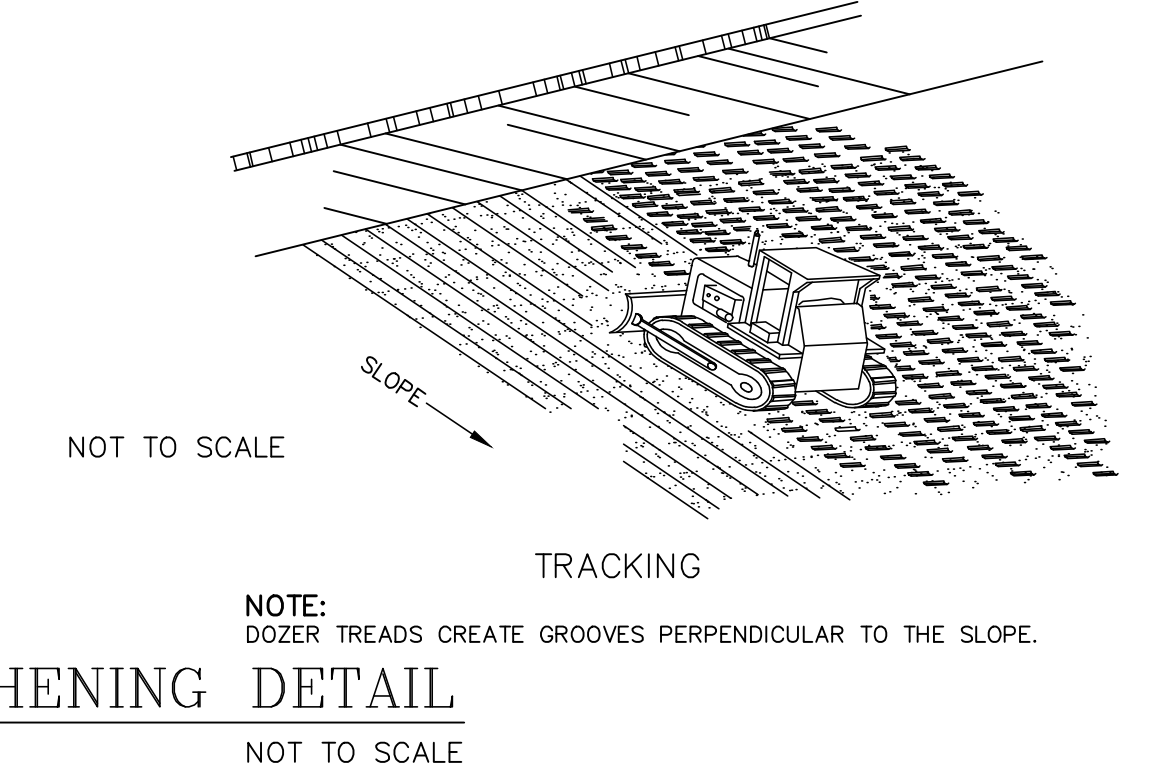 SLOPE
NOT TO SCALE
TRACKING
NOTE:
DOZER TREADS CREATE GROOVES PERPENDICULAR TO THE SLOPE.
HENING DETAIL
NOT TO SCALE